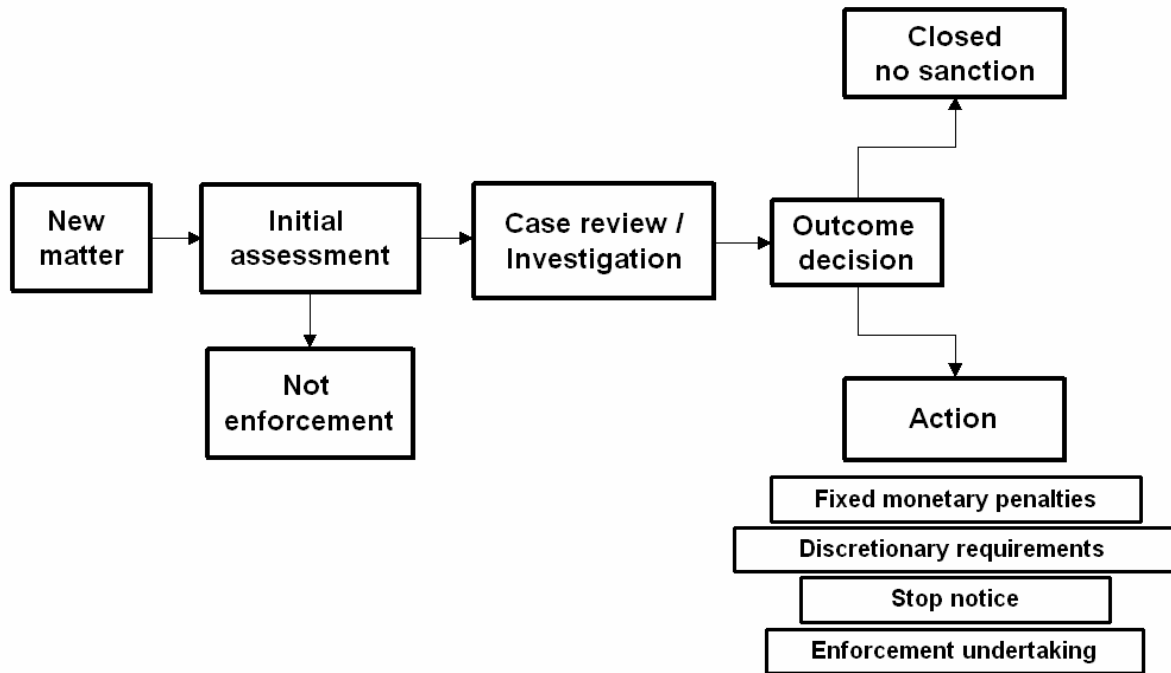 Closed
no sanction
New
matter
Initial
assessment
Case review /
Investigation
Outcome
decision
Not
enforcement
Action
Fixed monetary penalties
Discretionary requirements
Stop notice
Enforcement undertaking